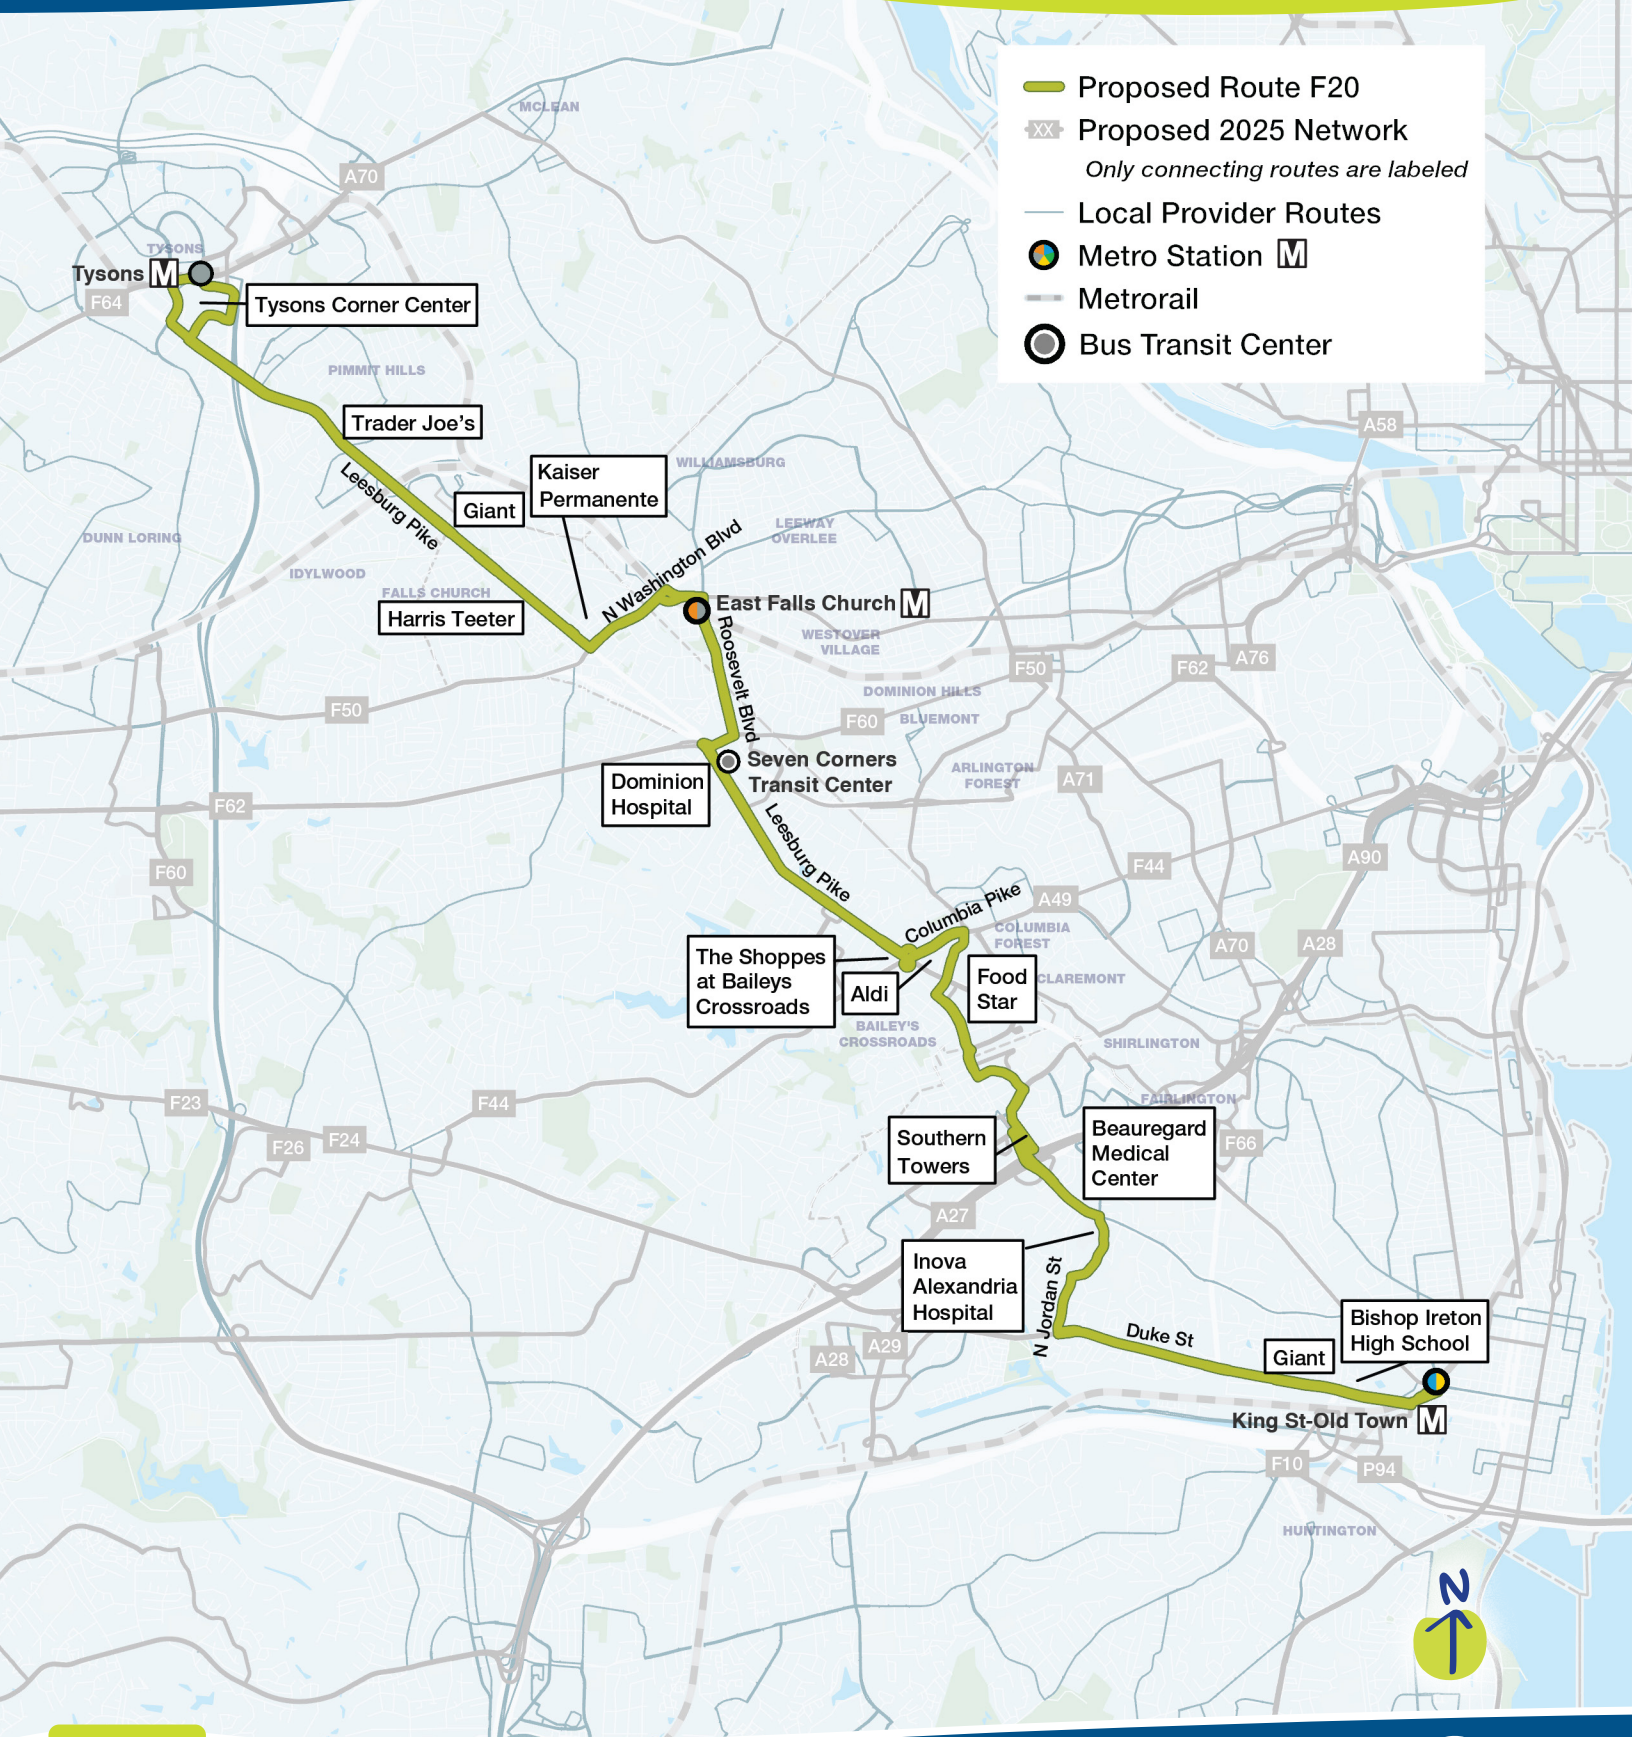 Proposed Route F20
XX Proposed 2025 Network
Only connecting routes are labeled
Local Provider Routes
Metro Station M
Metrorail
Bus Transit Center
MCLEAN
A70
TYSONS
Tysons M
F64
Tysons Corner Center
PIMMIT HILLS
Trader Joe's
A58
Leesburg Pike
Kaiser
Permanente
WILLIAMSBURG
Giant
DUNN LORING
LEEWAY
OVERLEE
IDYLWOOD
FALLS CHURCH
Harris Teeter
N Washington Blvd
East Falls Church M
Roosevelt Blvd
WESTOVER
VILLAGE
F50
F62
A76
DOMINION HILLS
F50
F60
BLUEMONT
Seven Corners
Transit Center
Dominion
Hospital
ARLINGTON
FOREST
A71
F62
Leesburg Pike
F60
F44
A90
Columbia Pike
A49
COLUMBIA
FOREST
A70
A28
The Shoppes
at Baileys
Crossroads
Aldi
Food
Star
CLAREMONT
BAILEY'S
CROSSROADS
SHIRLINGTON
F23
F44
FAIRLINGTON
F26
F24
Southern
Towers
Beauregard
Medical
Center
F66
A27
Inova
Alexandria
Hospital
N Jordan St
Duke St
Bishop Ireton
High School
Giant
A28
A29
King St-Old Town M
F10
P94
HUNTINGTON
N